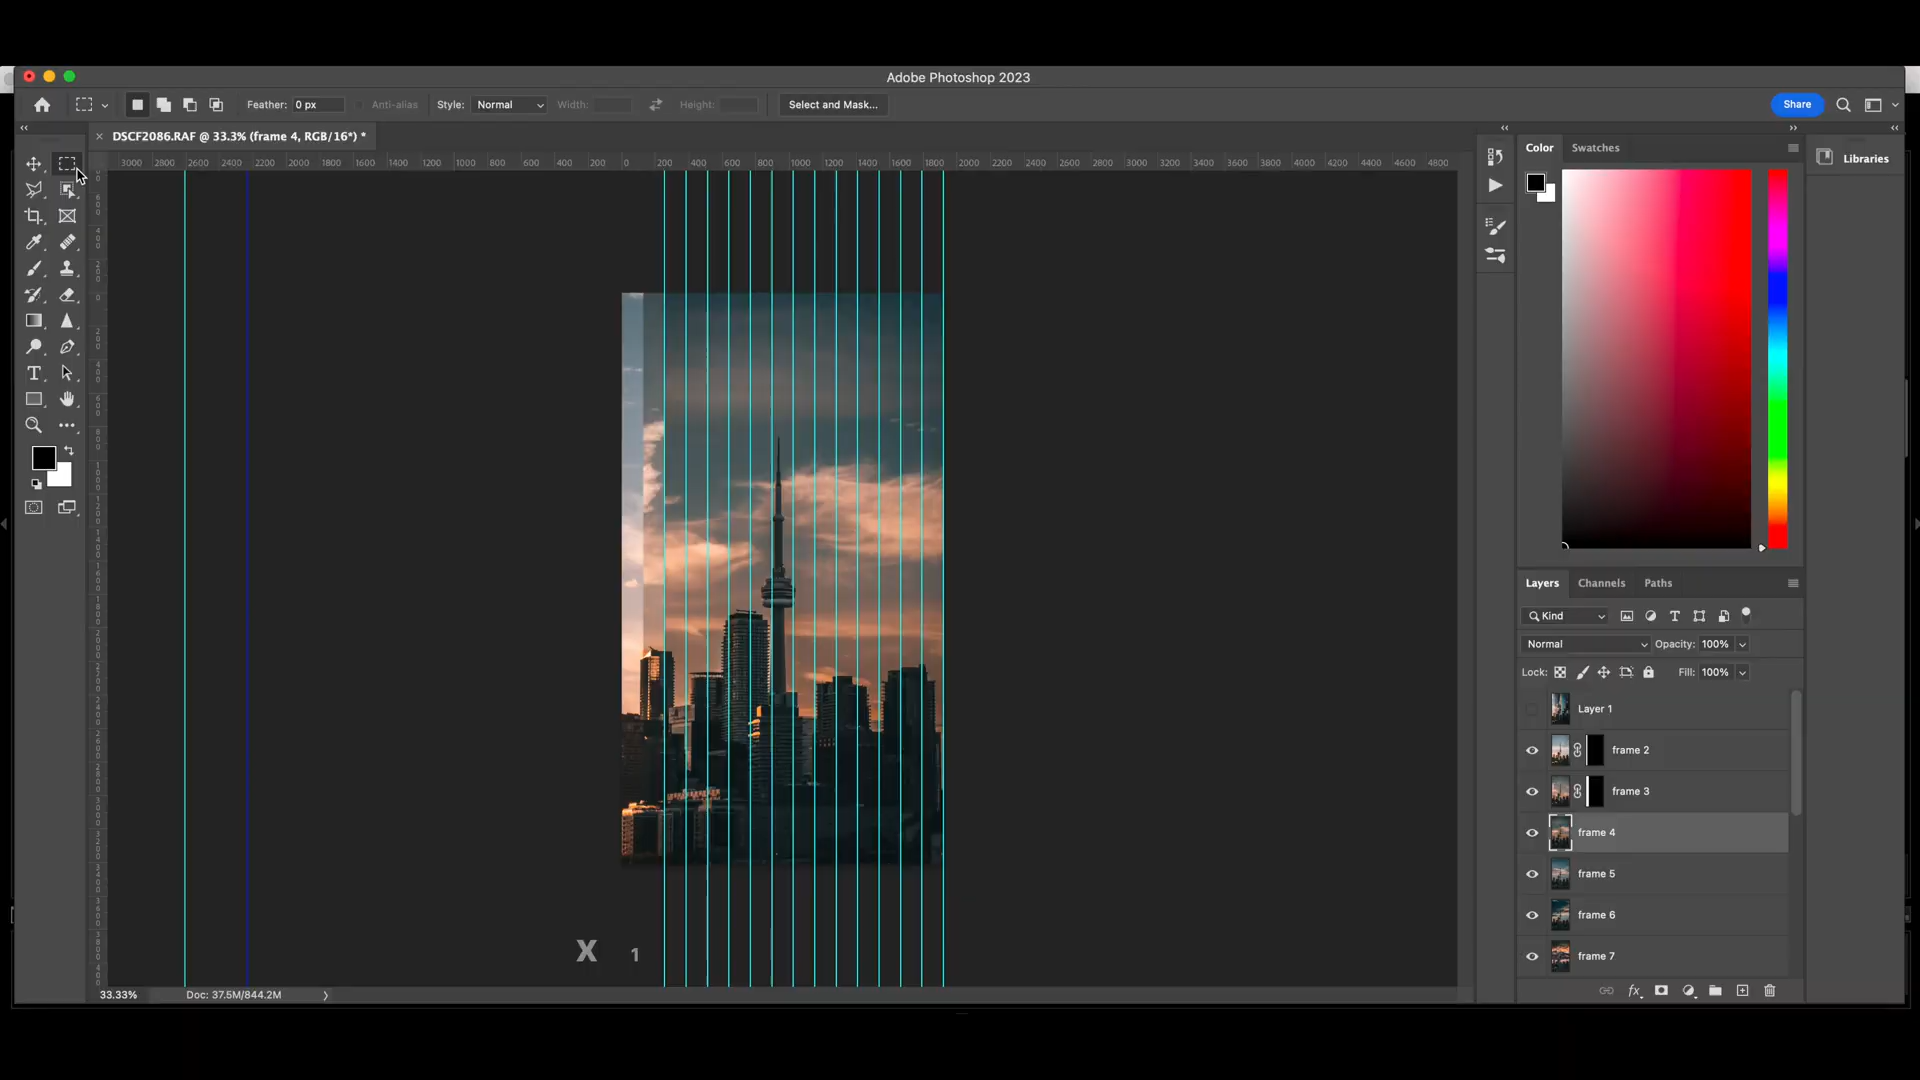 Adobe Photoshop 2023
Feather: 0 px Anti-alias Style: Normal Width: Height: Select and Mask... Share
DSCF2086.RAF @ 33.3% (frame 4, RGB/16*) *
3000 2800 2600 2400 2200 2000 1800 1600 1400 1200 1000 800 600 400 200 0 200 400 600 800 1000 1200 1400 1600 1800 2000 2200 2400 2600 2800 3000 3200 3400 3600 3800 4000 4200 4400 4600 4800
Color Swatches
Libraries
Layers Channels Paths
Kind
Normal Opacity: 100%
Lock: Fill: 100%
Layer 1
frame 2
frame 3
frame 4
frame 5
frame 6
frame 7
X 1
33.33% Doc: 37.5M/844.2M